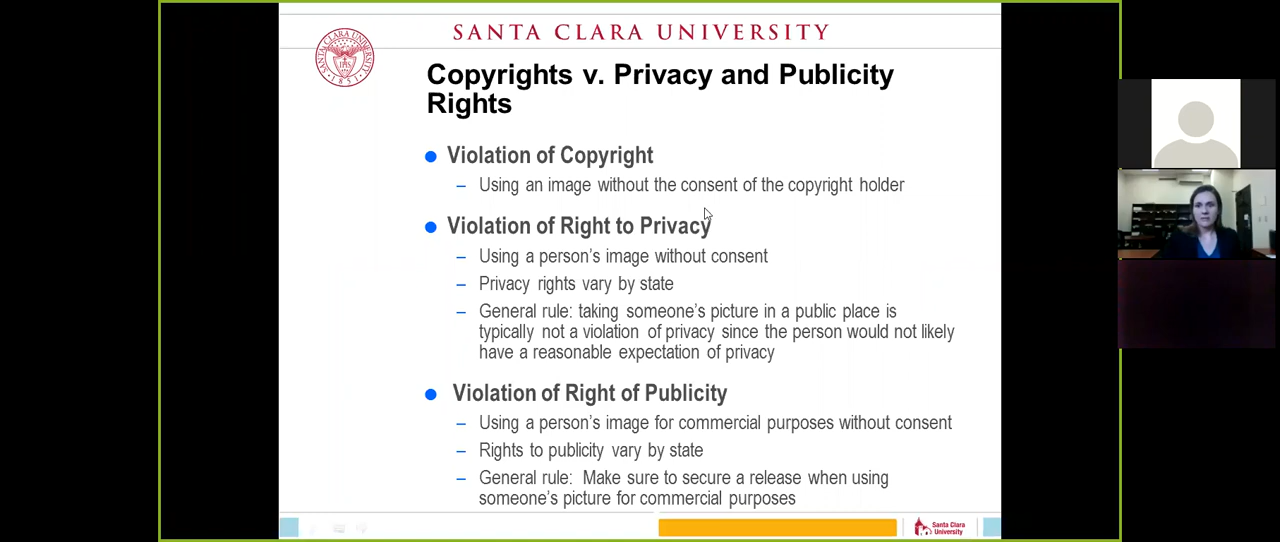 SANTA CLARA UNIVERSITY
Copyrights v. Privacy and Publicity
Rights
Violation of Copyright
– Using an image without the consent of the copyright holder
Violation of Right to Privacy
– Using a person's image without consent
– Privacy rights vary by state
– General rule: taking someone's picture in a public place is
typically not a violation of privacy since the person would not likely
have a reasonable expectation of privacy
Violation of Right of Publicity
– Using a person's image for commercial purposes without consent
– Rights to publicity vary by state
– General rule: Make sure to secure a release when using
someone's picture for commercial purposes
SANTA CLARA UNIVERSITY
IHS
1851
Santa Clara
University